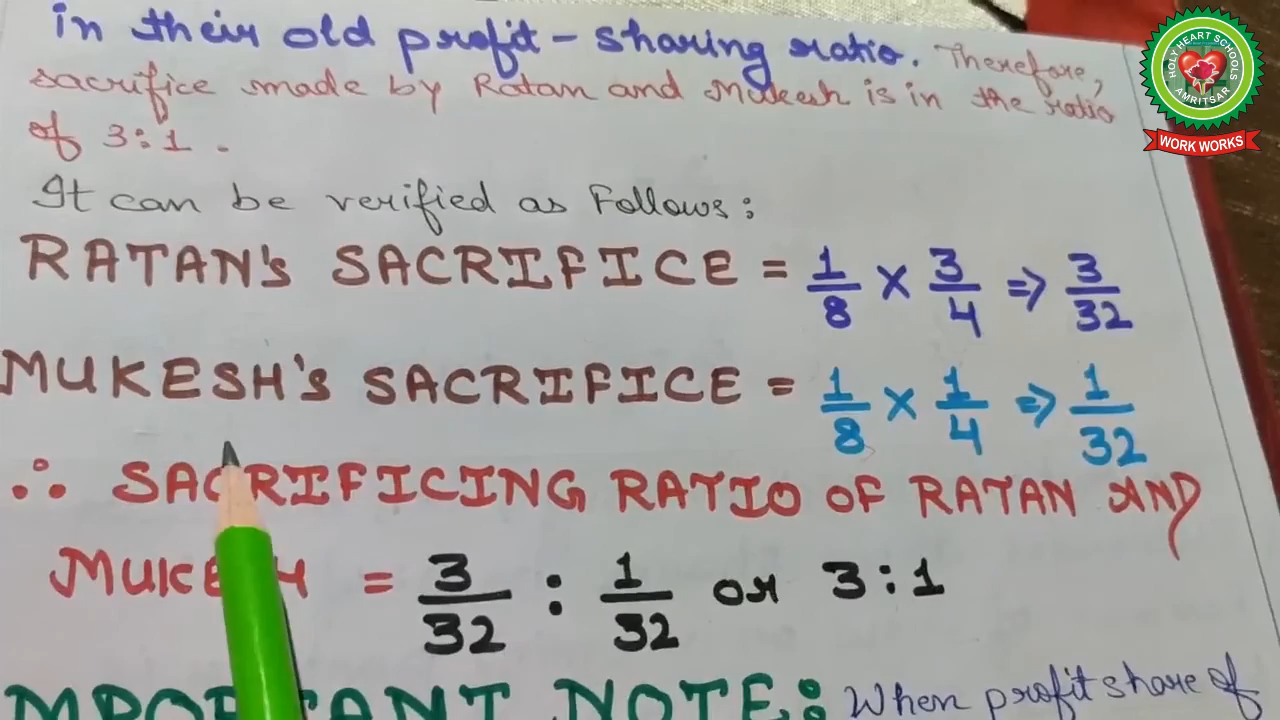 in their old profit - sharing ratio. Therefore,
sacrifice made by Ratan and Mukesh is in the ratio
of 3:1.
It can be verified as Follows:
RATAN's SACRIFICE = 1/8 × 3/4 ⇒ 3/32
MUKESH's SACRIFICE = 1/8 × 1/4 ⇒ 1/32
∴ SACRIFICING RATIO OF RATAN AND
MUKESH = 3/32 : 1/32 or 3:1
IMPORTANT NOTE: When profit share of
HOLY HEART SCHOOLS
AMRITSAR
WORK WORKS